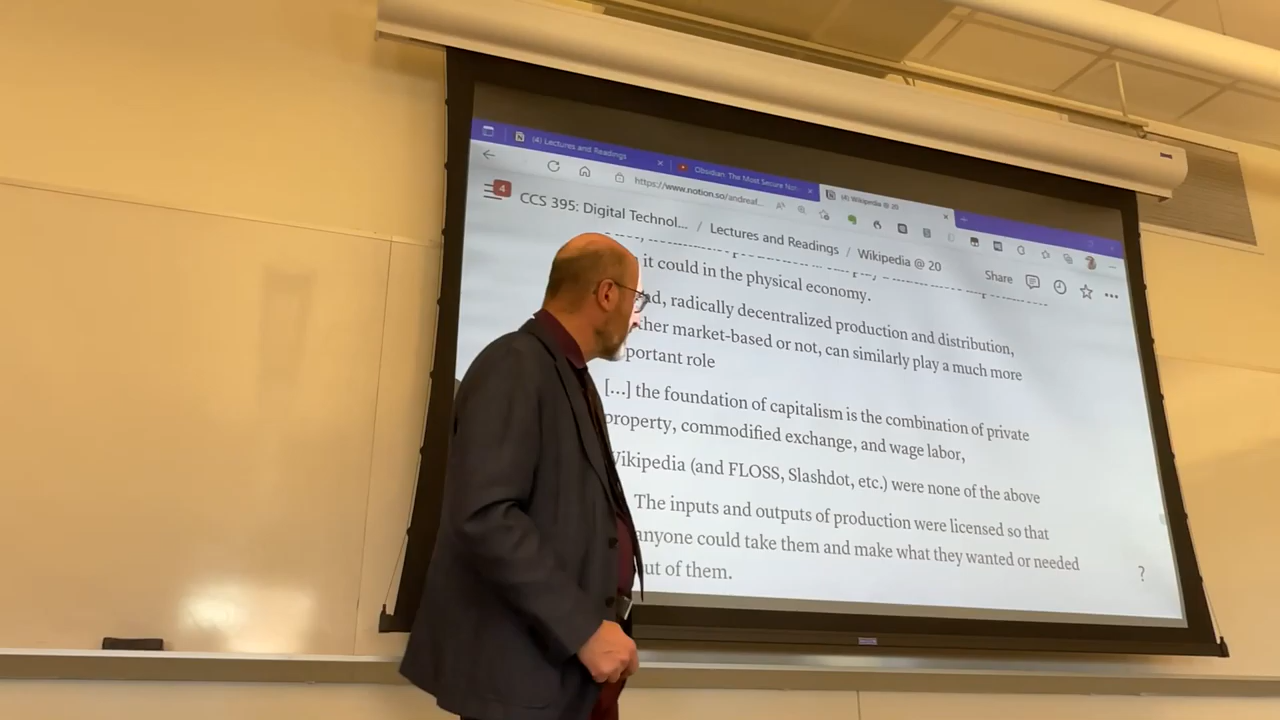 (4) Lectures and Readings
Obsidian: The Most Secure Not
(4) Wikipedia @ 20
https://www.notion.so/andreaf...
4
CCS 395: Digital Technol... / Lectures and Readings / Wikipedia @ 20
Share
it could in the physical economy.
radically decentralized production and distribution,
market-based or not, can similarly play a much more
role
[...] the foundation of capitalism is the combination of private
property, commodified exchange, and wage labor,
Wikipedia (and FLOSS, Slashdot, etc.) were none of the above
The inputs and outputs of production were licensed so that
anyone could take them and make what they wanted or needed
out of them.
?